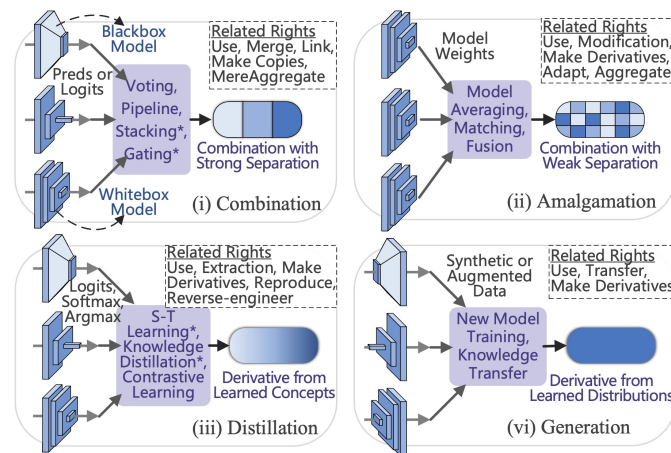 Blackbox
Model
Preds or
Logits
Voting,
Pipeline,
Stacking*,
Gating*
Whitebox
Model
Related Rights
Use, Merge, Link,
Make Copies,
MereAggregate
Combination with
Strong Separation
(i) Combination
Model
Weights
Model
Averaging,
Matching,
Fusion
Related Rights
Use, Modification,
Make Derivatives,
Adapt, Aggregate
Combination with
Weak Separation
(ii) Amalgamation
Logits,
Softmax,
Argmax
S-T
Learning*,
Knowledge
Distillation*,
Contrastive
Learning
Related Rights
Use, Extraction, Make
Derivatives, Reproduce,
Reverse-engineer
Derivative from
Learned Concepts
(iii) Distillation
Synthetic or
Augmented
Data
New Model
Training,
Knowledge
Transfer
Related Rights
Use, Transfer,
Make Derivatives
Derivative from
Learned Distributions
(vi) Generation